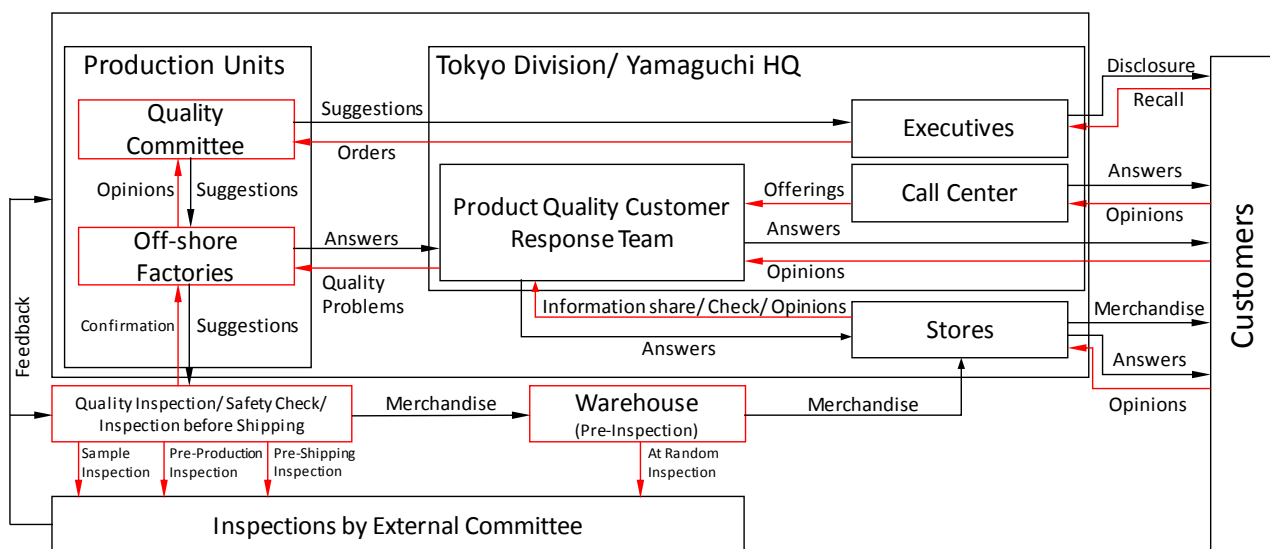 Production Units
Tokyo Division/ Yamaguchi HQ
Disclosure
Recall
Quality
Committee
Suggestions
Orders
Executives
Opinions
Suggestions
Offerings
Call Center
Answers
Opinions
Product Quality Customer
Response Team
Answers
Opinions
Off-shore
Factories
Answers
Quality
Problems
Confirmation
Suggestions
Information share/ Check/ Opinions
Answers
Stores
Merchandise
Answers
Opinions
Customers
Feedback
Quality Inspection/ Safety Check/
Inspection before Shipping
Merchandise
Warehouse
(Pre-Inspection)
Merchandise
Sample
Inspection
Pre-Production
Inspection
Pre-Shipping
Inspection
At Random
Inspection
Inspections by External Committee